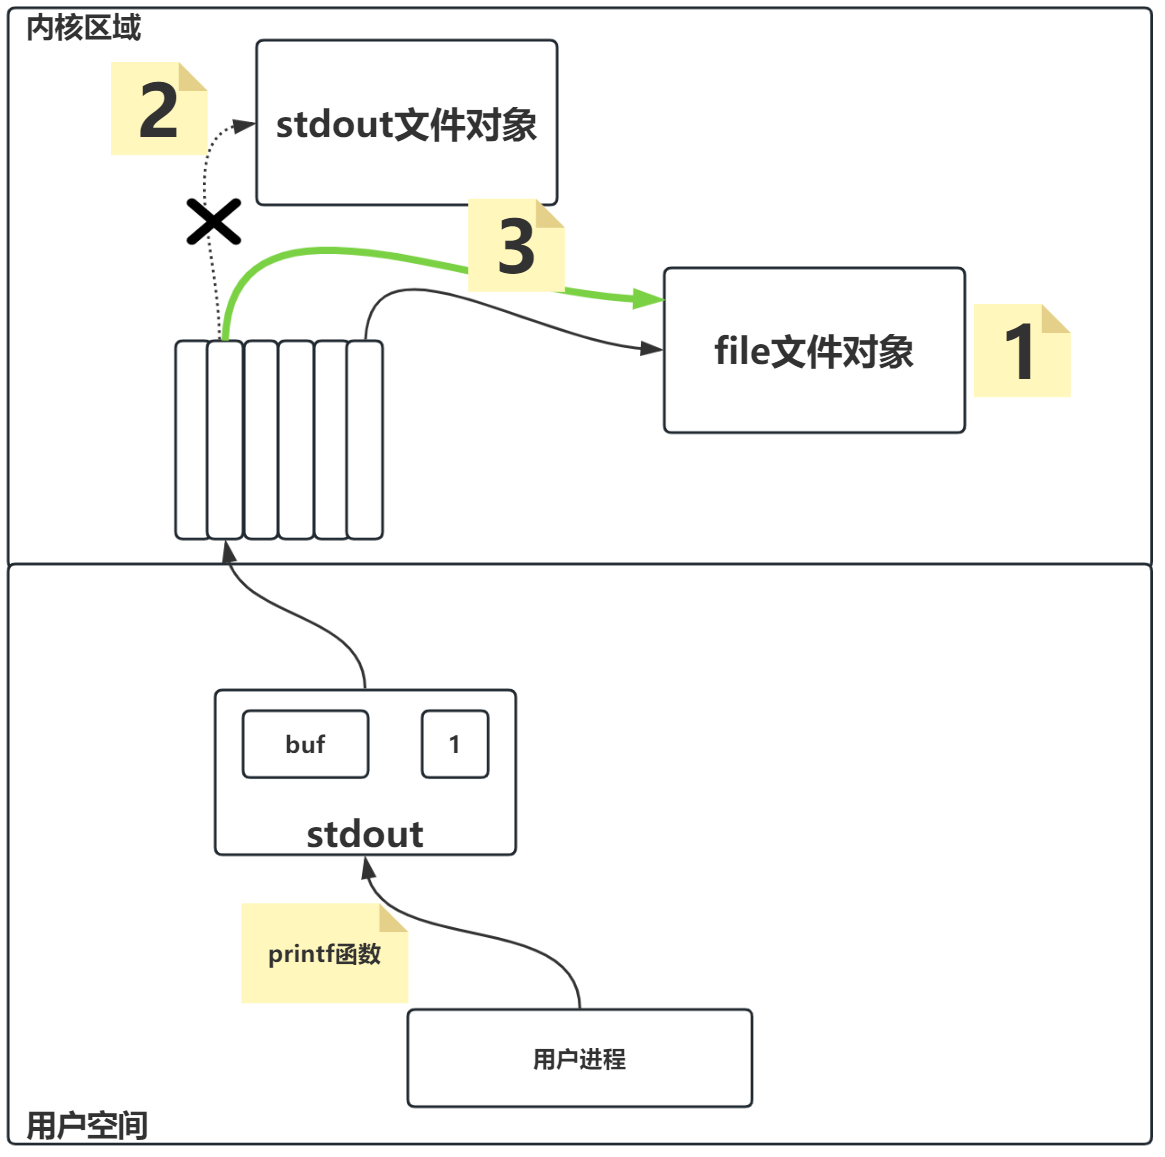 内核区域
2
stdout文件对象
3
file文件对象
1
buf
1
stdout
printf函数
用户进程
用户空间